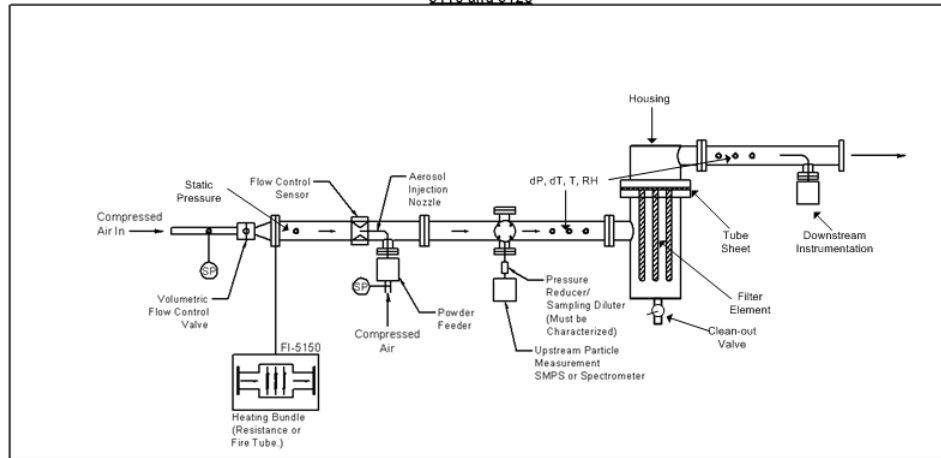 Housing
Flow Control
Sensor
Aerosol
Injection
Nozzle
Static
Pressure
dP, dT, T, RH
Compressed
Air In
SP
Volumetric
Flow Control
Valve
SP
Powder
Feeder
Compressed
Air
Pressure
Reducer/
Sampling Diluter
(Must be
Characterized)
Upstream Particle
Measurement
SMPS or Spectrometer
Tube
Sheet
Downstream
Instrumentation
Filter
Element
Clean-out
Valve
FI-5150
Heating Bundle
(Resistance or
Fire Tube.)